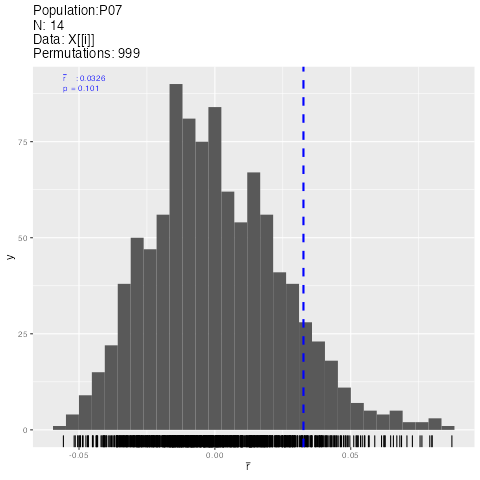 Population:P07
N: 14
Data: X[[i]]
Permutations: 999
r̅ : 0.0326
p = 0.101
75
50
25
0
y
-0.05 0.00 0.05
r̅